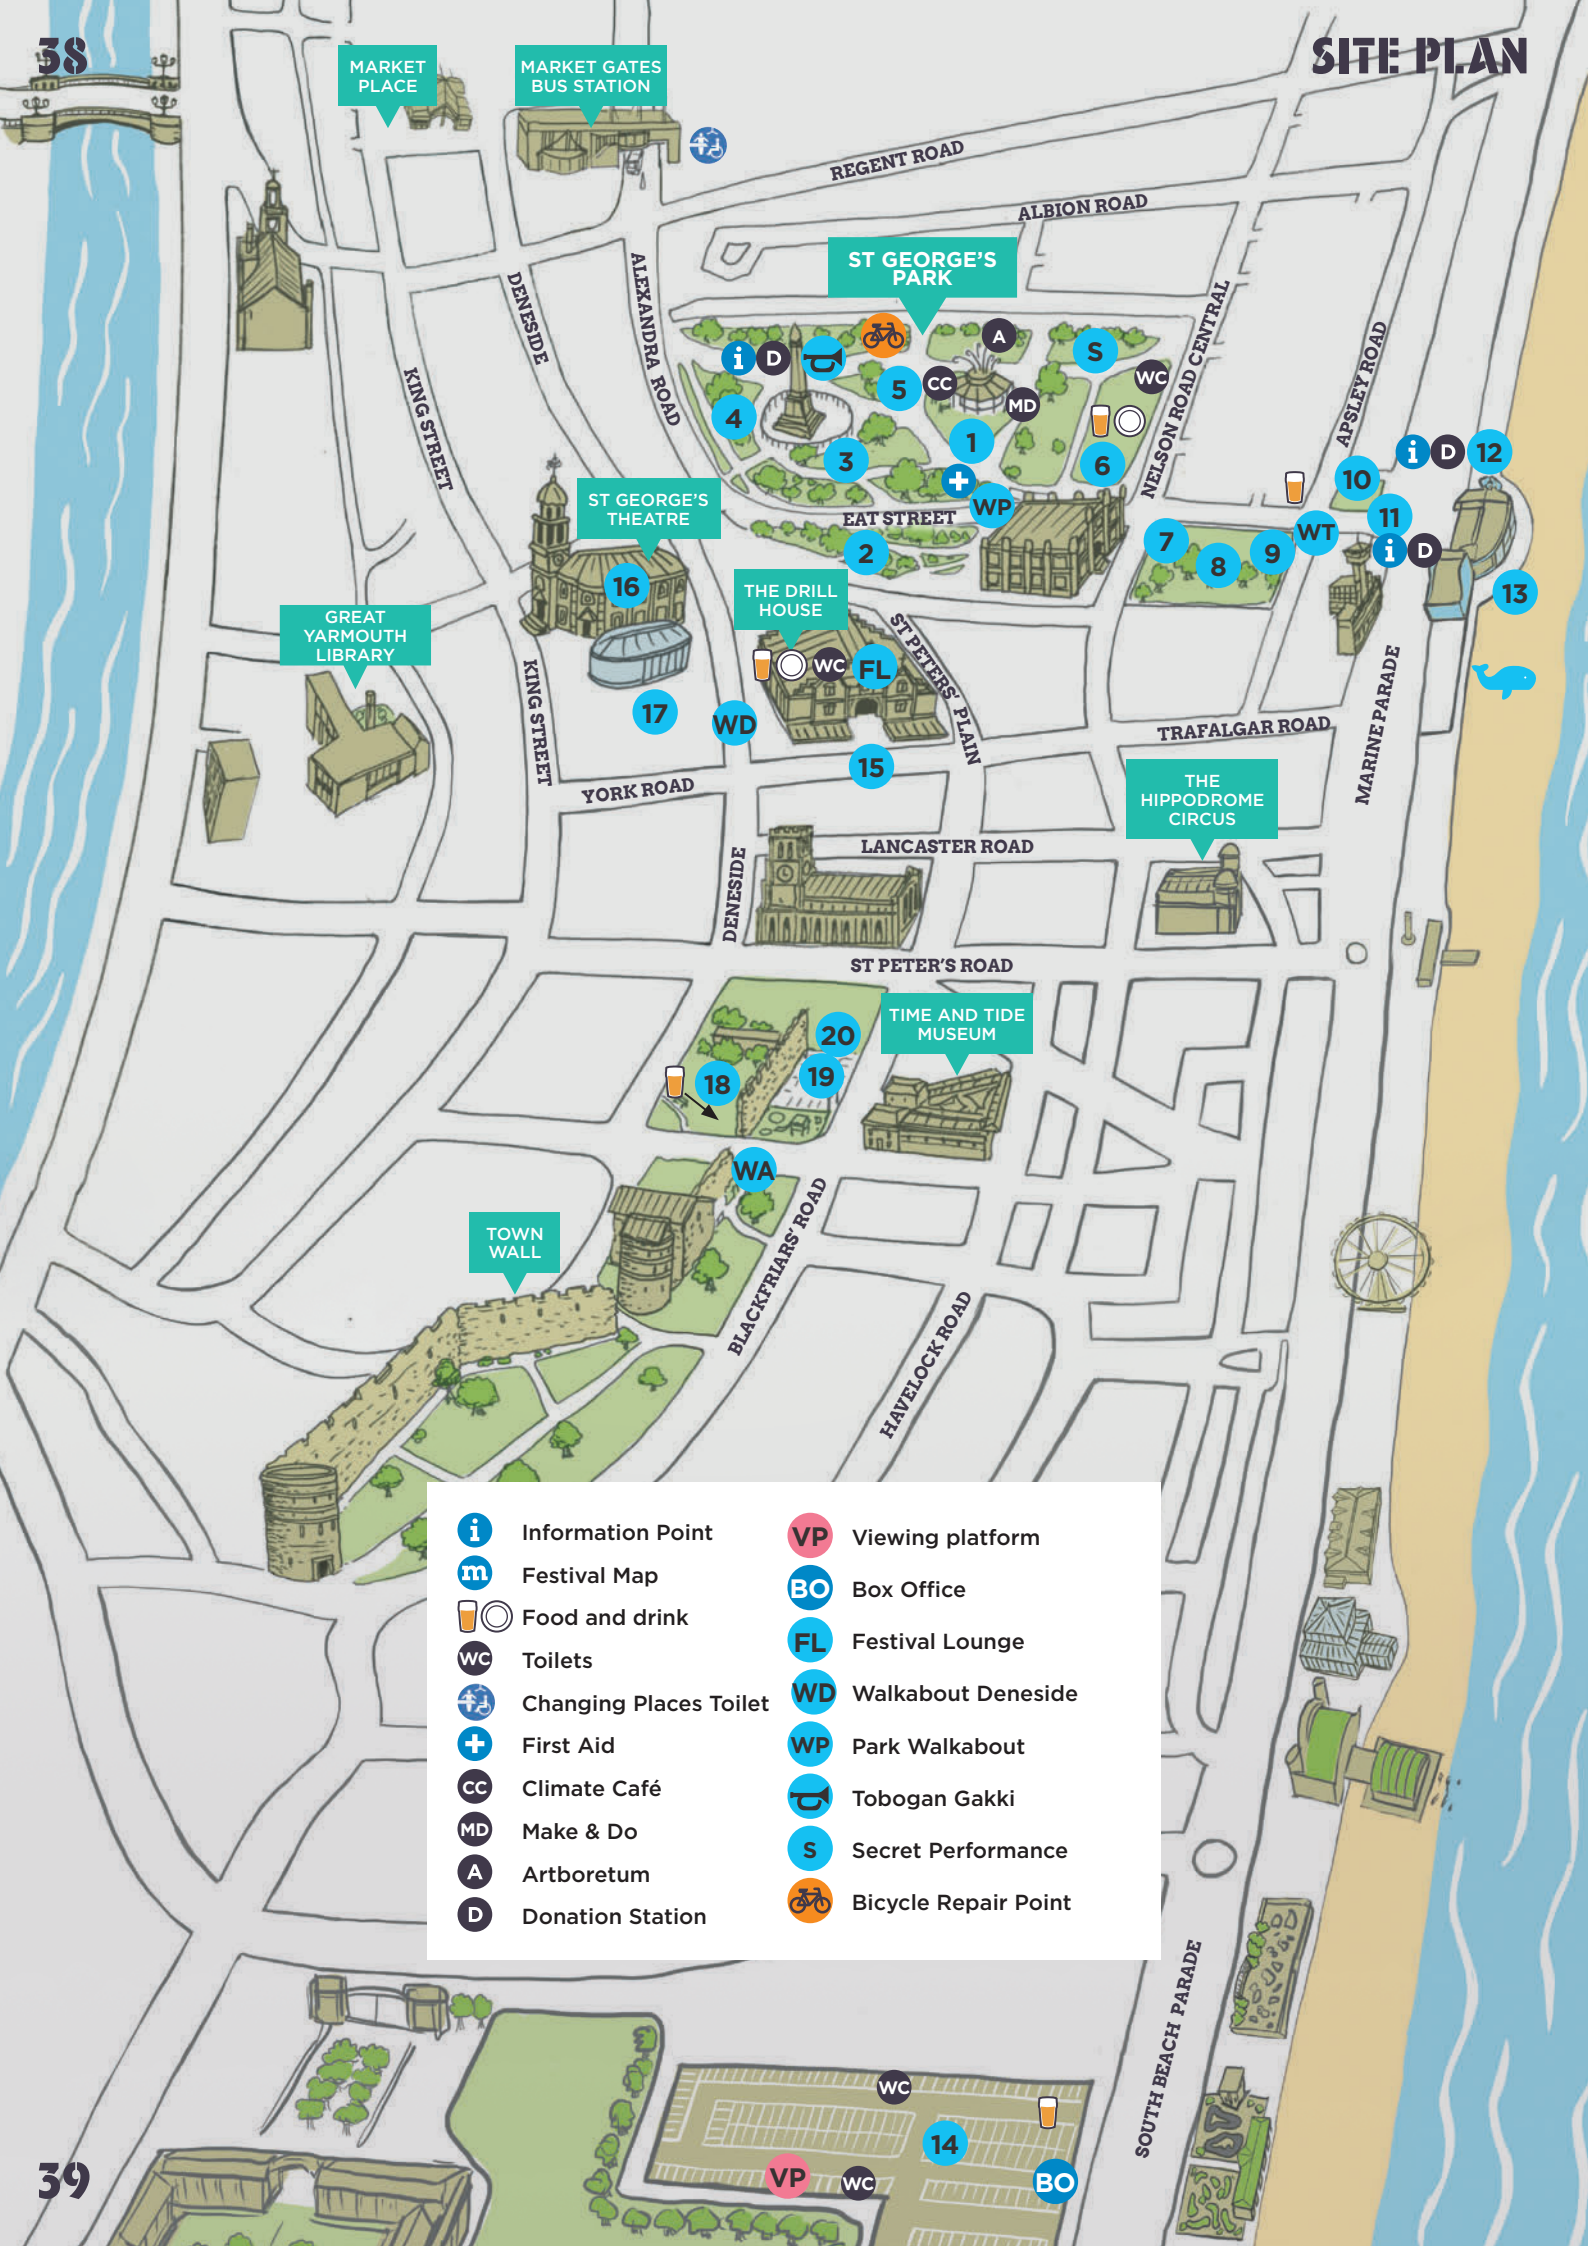 38
SITE PLAN
MARKET
PLACE
MARKET GATES
BUS STATION
REGENT ROAD
ALBION ROAD
ST GEORGE'S
PARK
DENESIDE
ALEXANDRA ROAD
KING STREET
NELSON ROAD CENTRAL
APSLEY ROAD
i
D
A
S
5
CC
WC
MD
4
1
3
6
i
D
12
10
WP
EAT STREET
2
ST GEORGE'S
THEATRE
11
WT
7
8
9
i
D
13
16
THE DRILL
HOUSE
GREAT
YARMOUTH
LIBRARY
ST PETERS' PLAIN
WC
FL
KING STREET
17
WD
15
TRAFALGAR ROAD
MARINE PARADE
YORK ROAD
THE
HIPPODROME
CIRCUS
LANCASTER ROAD
DENESIDE
ST PETER'S ROAD
TIME AND TIDE
MUSEUM
20
19
18
WA
TOWN
WALL
BLACKFRIARS' ROAD
HAVELOCK ROAD
i Information Point
m Festival Map
Food and drink
WC Toilets
Changing Places Toilet
First Aid
CC Climate Café
MD Make & Do
A Artboretum
D Donation Station
VP Viewing platform
BO Box Office
FL Festival Lounge
WD Walkabout Deneside
WP Park Walkabout
Tobogan Gakki
S Secret Performance
Bicycle Repair Point
SOUTH BEACH PARADE
WC
14
VP
WC
BO
39